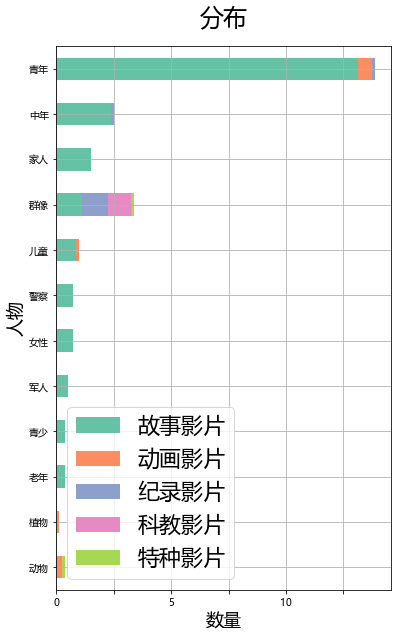 分布
青年
中年
家人
群像
儿童
警察
女性
军人
青少
老年
植物
动物
人物
故事影片
动画影片
纪录影片
科教影片
特种影片
0 5 10
数量